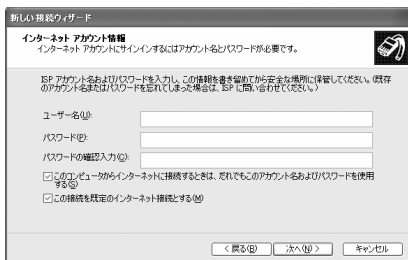 新しい接続ウィザード
インターネット アカウント情報
インターネット アカウントにサインインするにはアカウント名とパスワードが必要です。
ISP アカウント名およびパスワードを入力し、この情報を書き留めてから安全な場所に保管してください。(既存
のアカウント名またはパスワードを忘れてしまった場合は、ISP に問い合わせてください。)
ユーザー名(U):
パスワード(P):
パスワードの確認入力(C):
このコンピュータからインターネットに接続するときは、だれでもこのアカウント名およびパスワードを使用
する(S)
この接続を既定のインターネット接続とする(M)
< 戻る(B)
次へ(N) >
キャンセル